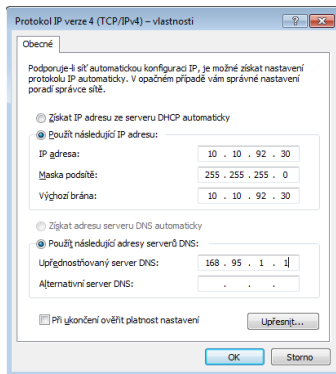 Protokol IP verze 4 (TCP/IPv4) – vlastnosti
Obecné
Podporuje-li síť automatickou konfiguraci IP, je možné získat nastavení
protokolu IP automaticky. V opačném případě vám správné nastavení
poradí správce sítě.
Získat IP adresu ze serveru DHCP automaticky
Použít následující IP adresu:
IP adresa: 10 . 10 . 92 . 30
Maska podsítě: 255 . 255 . 255 . 0
Výchozí brána: 10 . 10 . 92 . 30
Získat adresu serveru DNS automaticky
Použít následující adresy serverů DNS:
Upřednostňovaný server DNS: 168 . 95 . 1 . 1
Alternativní server DNS: . . .
Při ukončení ověřit platnost nastavení
Upřesnit...
OK Storno